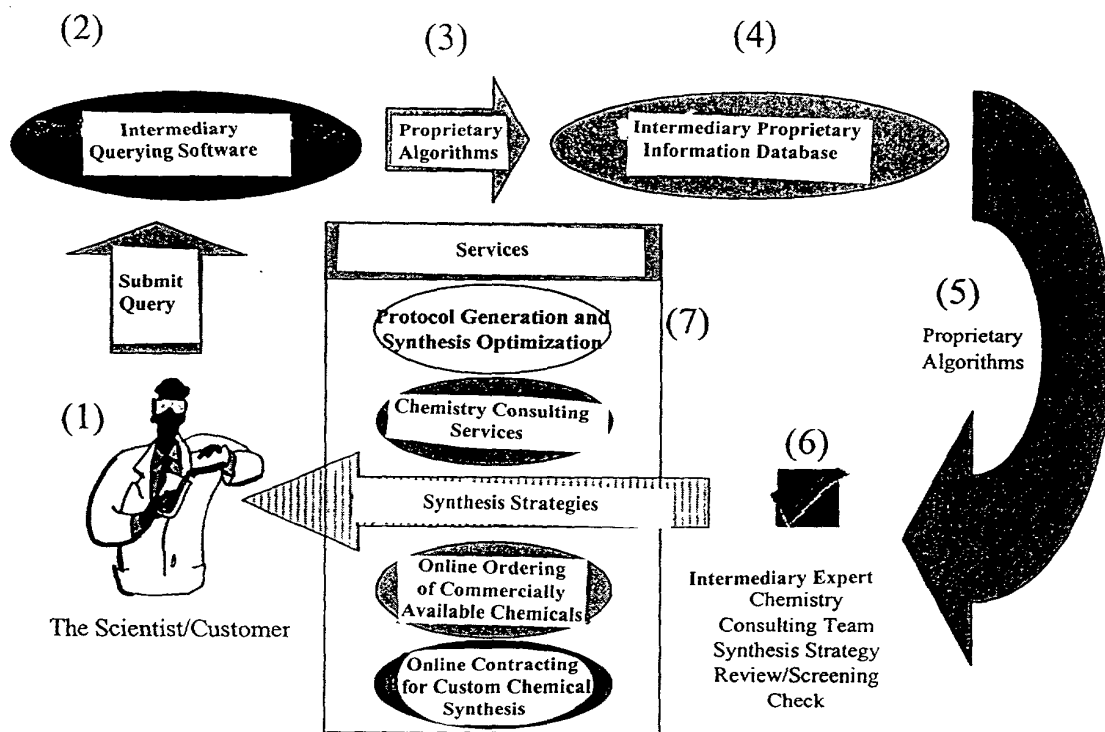 (2)
(3)
(4)
Intermediary
Querying Software
Proprietary
Algorithms
Intermediary Proprietary
Information Database
Submit
Query
Services
Protocol Generation and
Synthesis Optimization
(7)
(5)
Proprietary
Algorithms
Chemistry Consulting
Services
(1)
(6)
Synthesis Strategies
The Scientist/Customer
Online Ordering
of Commercially
Available Chemicals
Intermediary Expert
Chemistry
Consulting Team
Synthesis Strategy
Review/Screening
Check
Online Contracting
for Custom Chemical
Synthesis